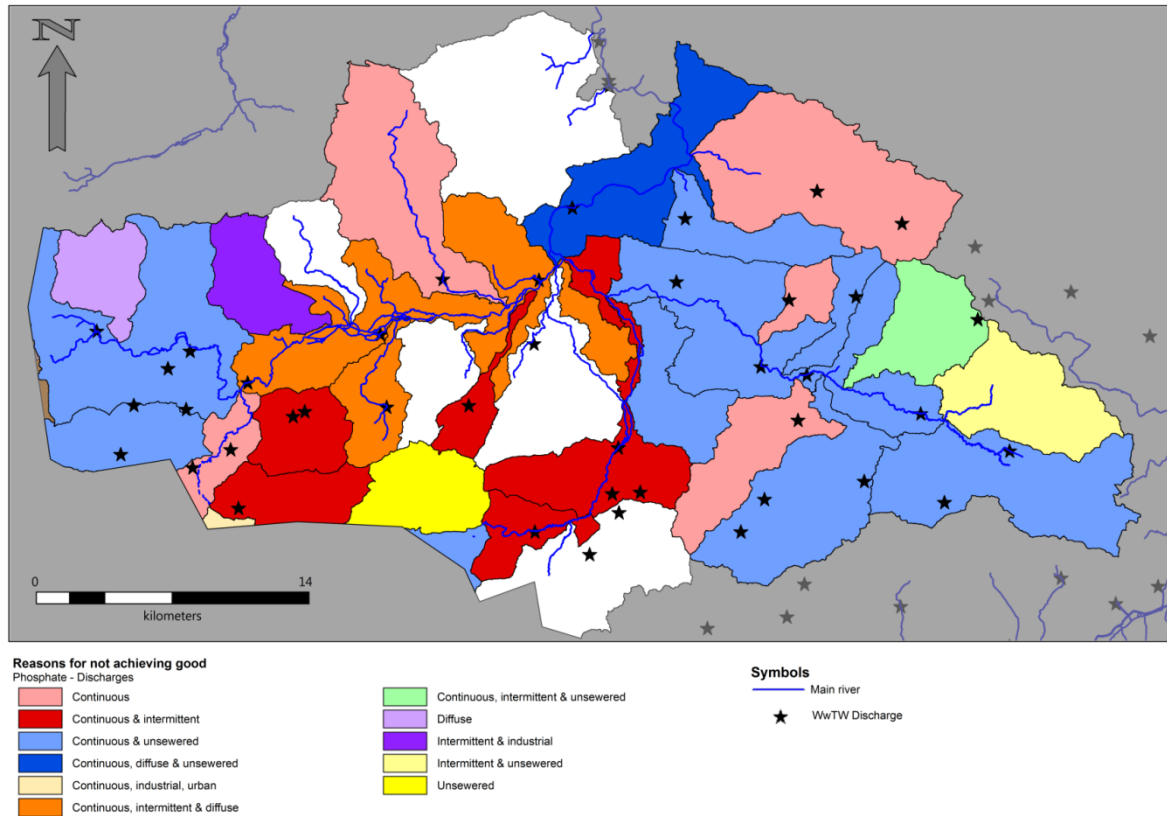 N
0 14
kilometers
Reasons for not achieving good
Phosphate - Discharges
Continuous
Continuous & intermittent
Continuous & unsewered
Continuous, diffuse & unsewered
Continuous, industrial, urban
Continuous, intermittent & diffuse
Continuous, intermittent & unsewered
Diffuse
Intermittent & industrial
Intermittent & unsewered
Unsewered
Symbols
Main river
WwTW Discharge